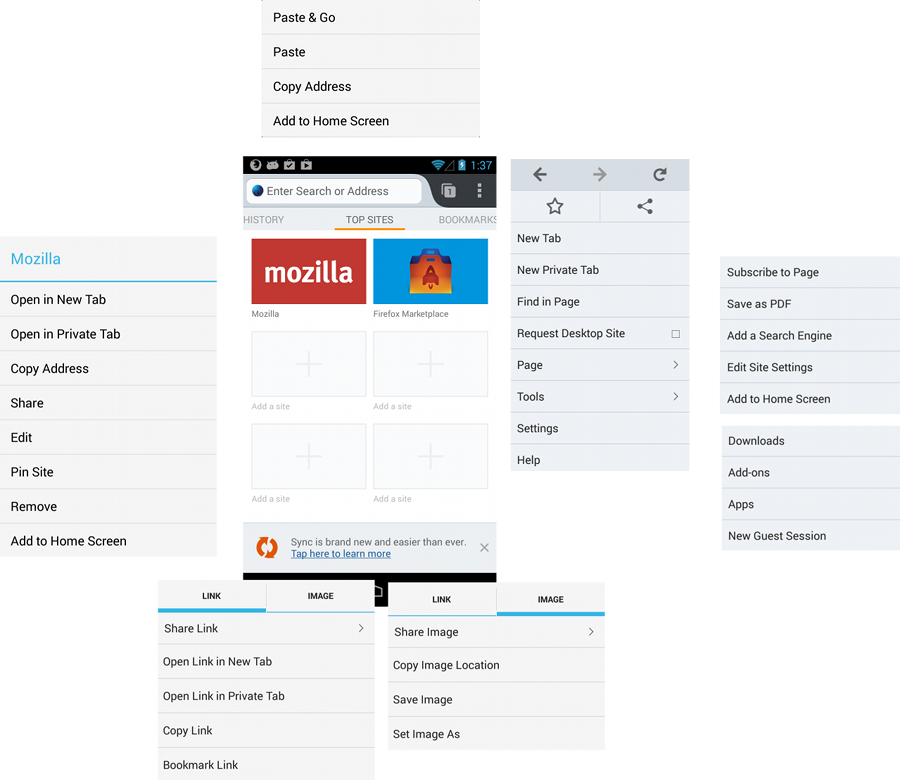 Paste & Go
Paste
Copy Address
Add to Home Screen
1:37
Enter Search or Address
1
HISTORY
TOP SITES
BOOKMARKS
mozilla
Mozilla
Firefox Marketplace
Add a site
Add a site
Add a site
Add a site
Sync is brand new and easier than ever.
Tap here to learn more
Mozilla
Open in New Tab
Open in Private Tab
Copy Address
Share
Edit
Pin Site
Remove
Add to Home Screen
New Tab
New Private Tab
Find in Page
Request Desktop Site
Page
Tools
Settings
Help
Subscribe to Page
Save as PDF
Add a Search Engine
Edit Site Settings
Add to Home Screen
Downloads
Add-ons
Apps
New Guest Session
LINK
IMAGE
Share Link
Open Link in New Tab
Open Link in Private Tab
Copy Link
Bookmark Link
LINK
IMAGE
Share Image
Copy Image Location
Save Image
Set Image As